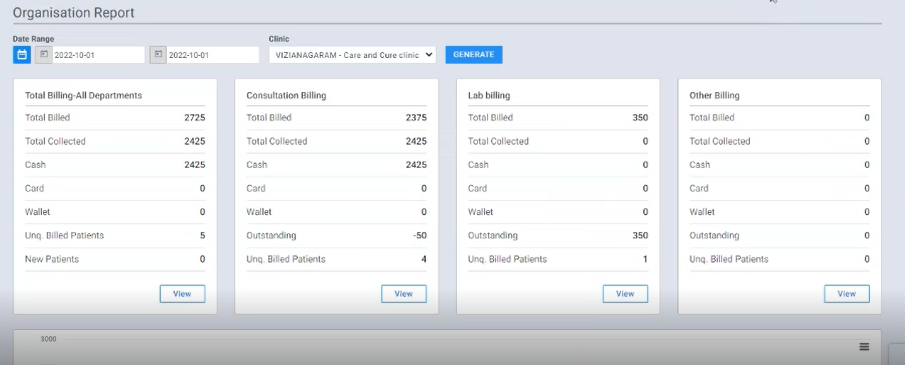 Organisation Report
Date Range
Clinic
2022-10-01
2022-10-01
VIZIANAGARAM - Care and Cure clinic
GENERATE
Total Billing-All Departments
Total Billed 2725
Total Collected 2425
Cash 2425
Card 0
Wallet 0
Unq. Billed Patients 5
New Patients 0
View
Consultation Billing
Total Billed 2375
Total Collected 2425
Cash 2425
Card 0
Wallet 0
Outstanding -50
Unq. Billed Patients 4
View
Lab billing
Total Billed 350
Total Collected 0
Cash 0
Card 0
Wallet 0
Outstanding 350
Unq. Billed Patients 1
View
Other Billing
Total Billed 0
Total Collected 0
Cash 0
Card 0
Wallet 0
Outstanding 0
Unq. Billed Patients 0
View
3000